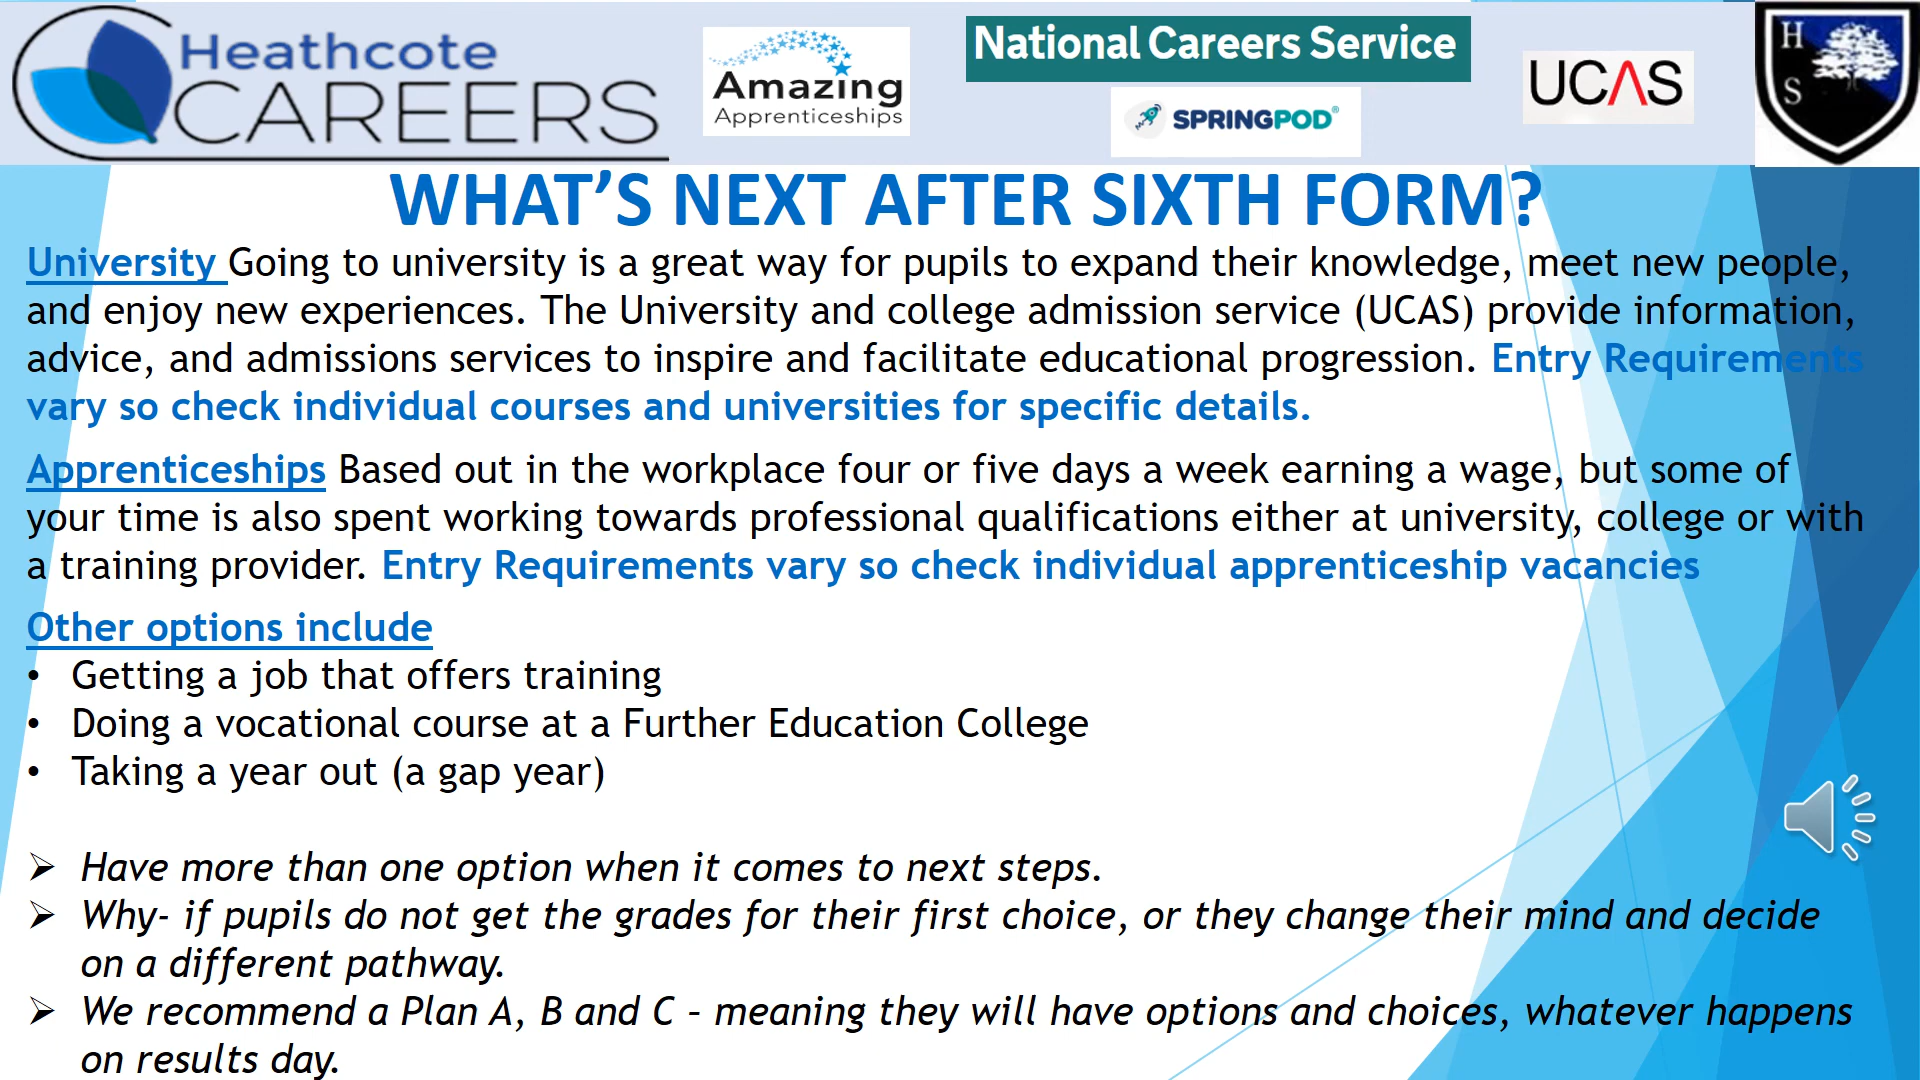 Heathcote
CAREERS
Amazing
Apprenticeships
National Careers Service
SPRINGPOD®
UCAS
H
S
WHAT'S NEXT AFTER SIXTH FORM?
University Going to university is a great way for pupils to expand their knowledge, meet new people,
and enjoy new experiences. The University and college admission service (UCAS) provide information,
advice, and admissions services to inspire and facilitate educational progression. Entry Requirements
vary so check individual courses and universities for specific details.
Apprenticeships Based out in the workplace four or five days a week earning a wage, but some of
your time is also spent working towards professional qualifications either at university, college or with
a training provider. Entry Requirements vary so check individual apprenticeship vacancies
Other options include
• Getting a job that offers training
• Doing a vocational course at a Further Education College
• Taking a year out (a gap year)
➢ Have more than one option when it comes to next steps.
➢ Why- if pupils do not get the grades for their first choice, or they change their mind and decide
on a different pathway.
➢ We recommend a Plan A, B and C – meaning they will have options and choices, whatever happens
on results day.